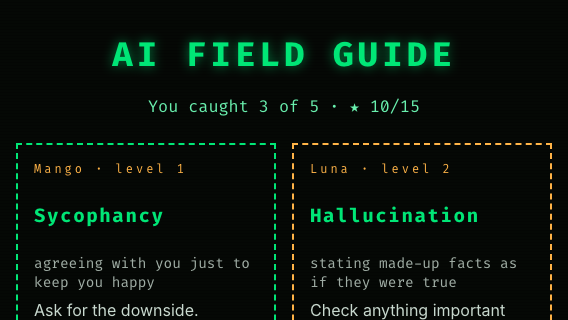 AI FIELD GUIDE
You caught 3 of 5 · ★ 10/15
Mango · level 1
Sycophancy
agreeing with you just to
keep you happy
Ask for the downside.
Luna · level 2
Hallucination
stating made-up facts as
if they were true
Check anything important